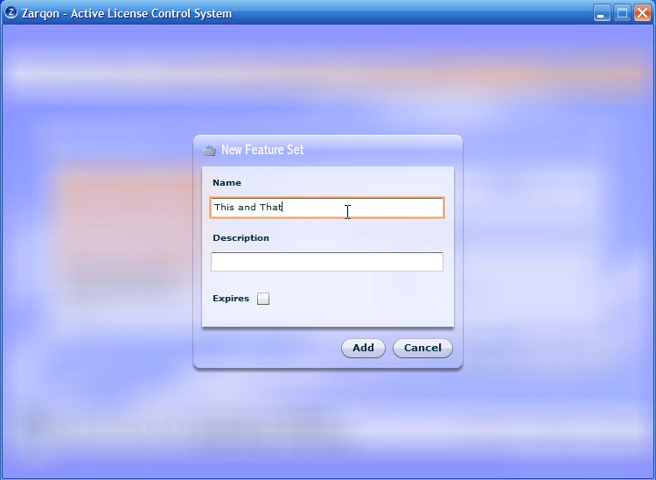 Zarqon - Active License Control System
New Feature Set
Name
This and That
Description
Expires
Add
Cancel